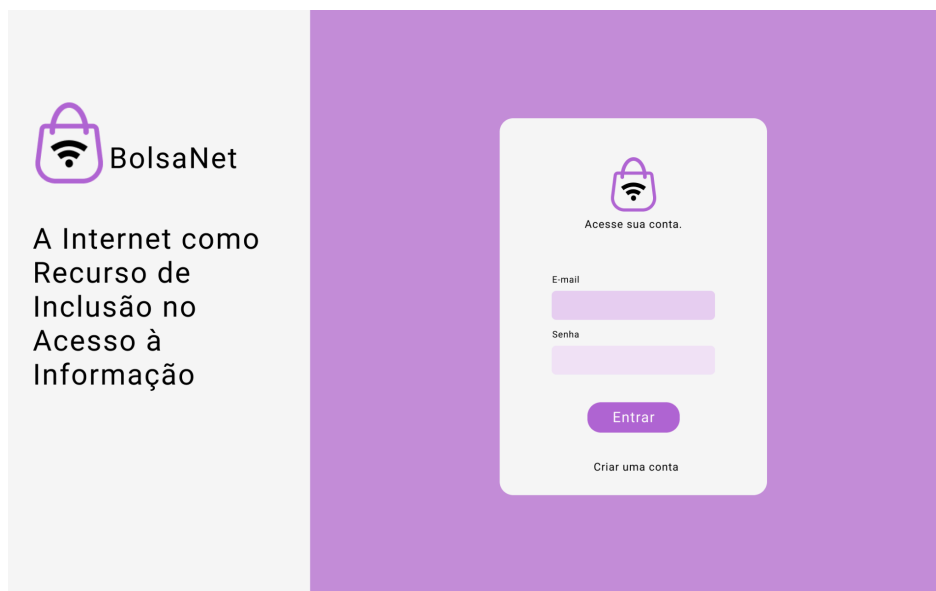 BolsaNet
A Internet como
Recurso de
Inclusão no
Acesso à
Informação
Acesse sua conta.
E-mail
Senha
Entrar
Criar uma conta